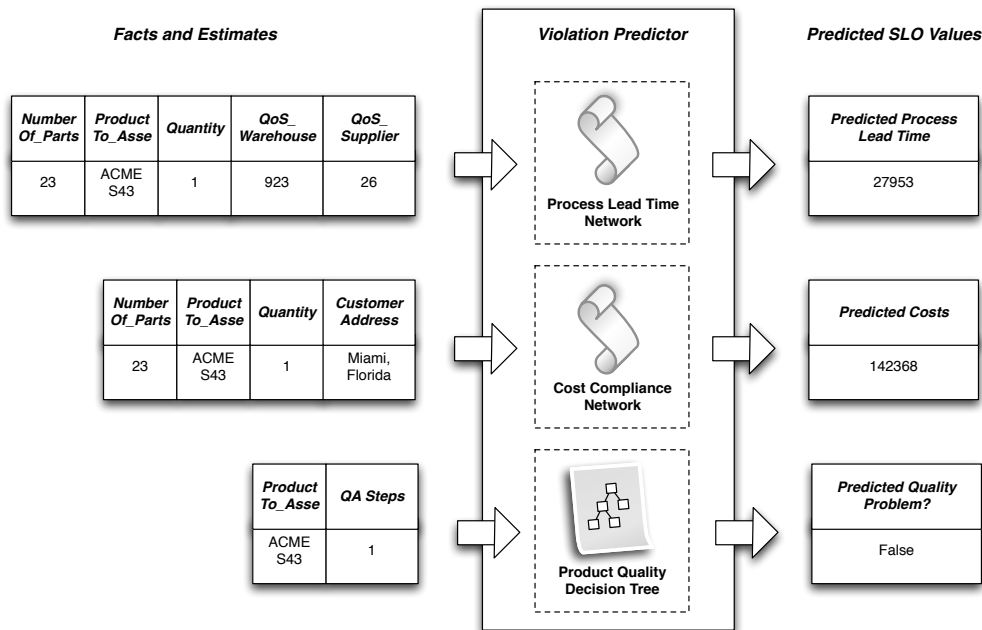 Facts and Estimates
Violation Predictor
Predicted SLO Values
Number Of_Parts
Product To_Asse
Quantity
QoS_ Warehouse
QoS_ Supplier
23
ACME S43
1
923
26
Process Lead Time
Network
Predicted Process
Lead Time
27953
Number Of_Parts
Product To_Asse
Quantity
Customer Address
23
ACME S43
1
Miami, Florida
Cost Compliance
Network
Predicted Costs
142368
Product To_Asse
QA Steps
ACME S43
1
Product Quality
Decision Tree
Predicted Quality
Problem?
False